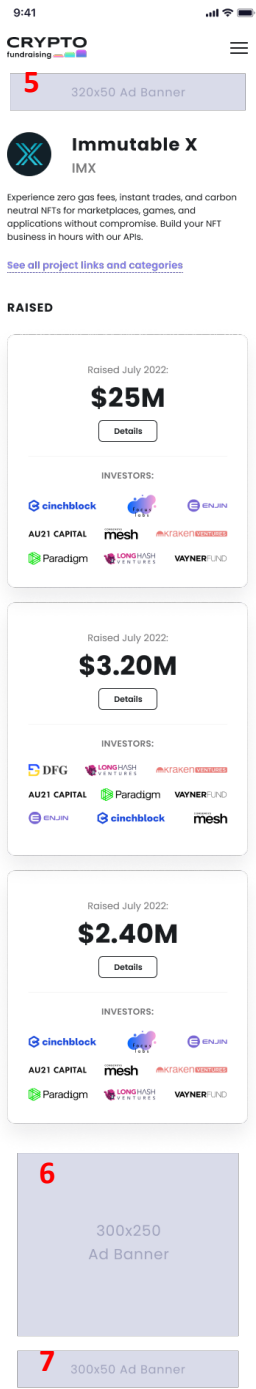 9:41
CRYPTO
fundraising
5
320x50 Ad Banner
Immutable X
IMX
Experience zero gas fees, instant trades, and carbon
neutral NFTs for marketplaces, games, and
applications without compromise. Build your NFT
business in hours with our APIs.
See all project links and categories
RAISED
Raised July 2022:
$25M
Details
INVESTORS:
cinchblock
labs
ENJIN
AU21 CAPITAL
mesh
kraken VENTURES
Paradigm
LONGHASH
VENTURES
VAYNERFUND
Raised July 2022:
$3.20M
Details
INVESTORS:
DFG
LONGHASH
VENTURES
kraken VENTURES
AU21 CAPITAL
Paradigm
VAYNERFUND
ENJIN
cinchblock
mesh
Raised July 2022:
$2.40M
Details
INVESTORS:
cinchblock
labs
ENJIN
AU21 CAPITAL
mesh
kraken VENTURES
Paradigm
LONGHASH
VENTURES
VAYNERFUND
6
300x250
Ad Banner
7
300x50 Ad Banner